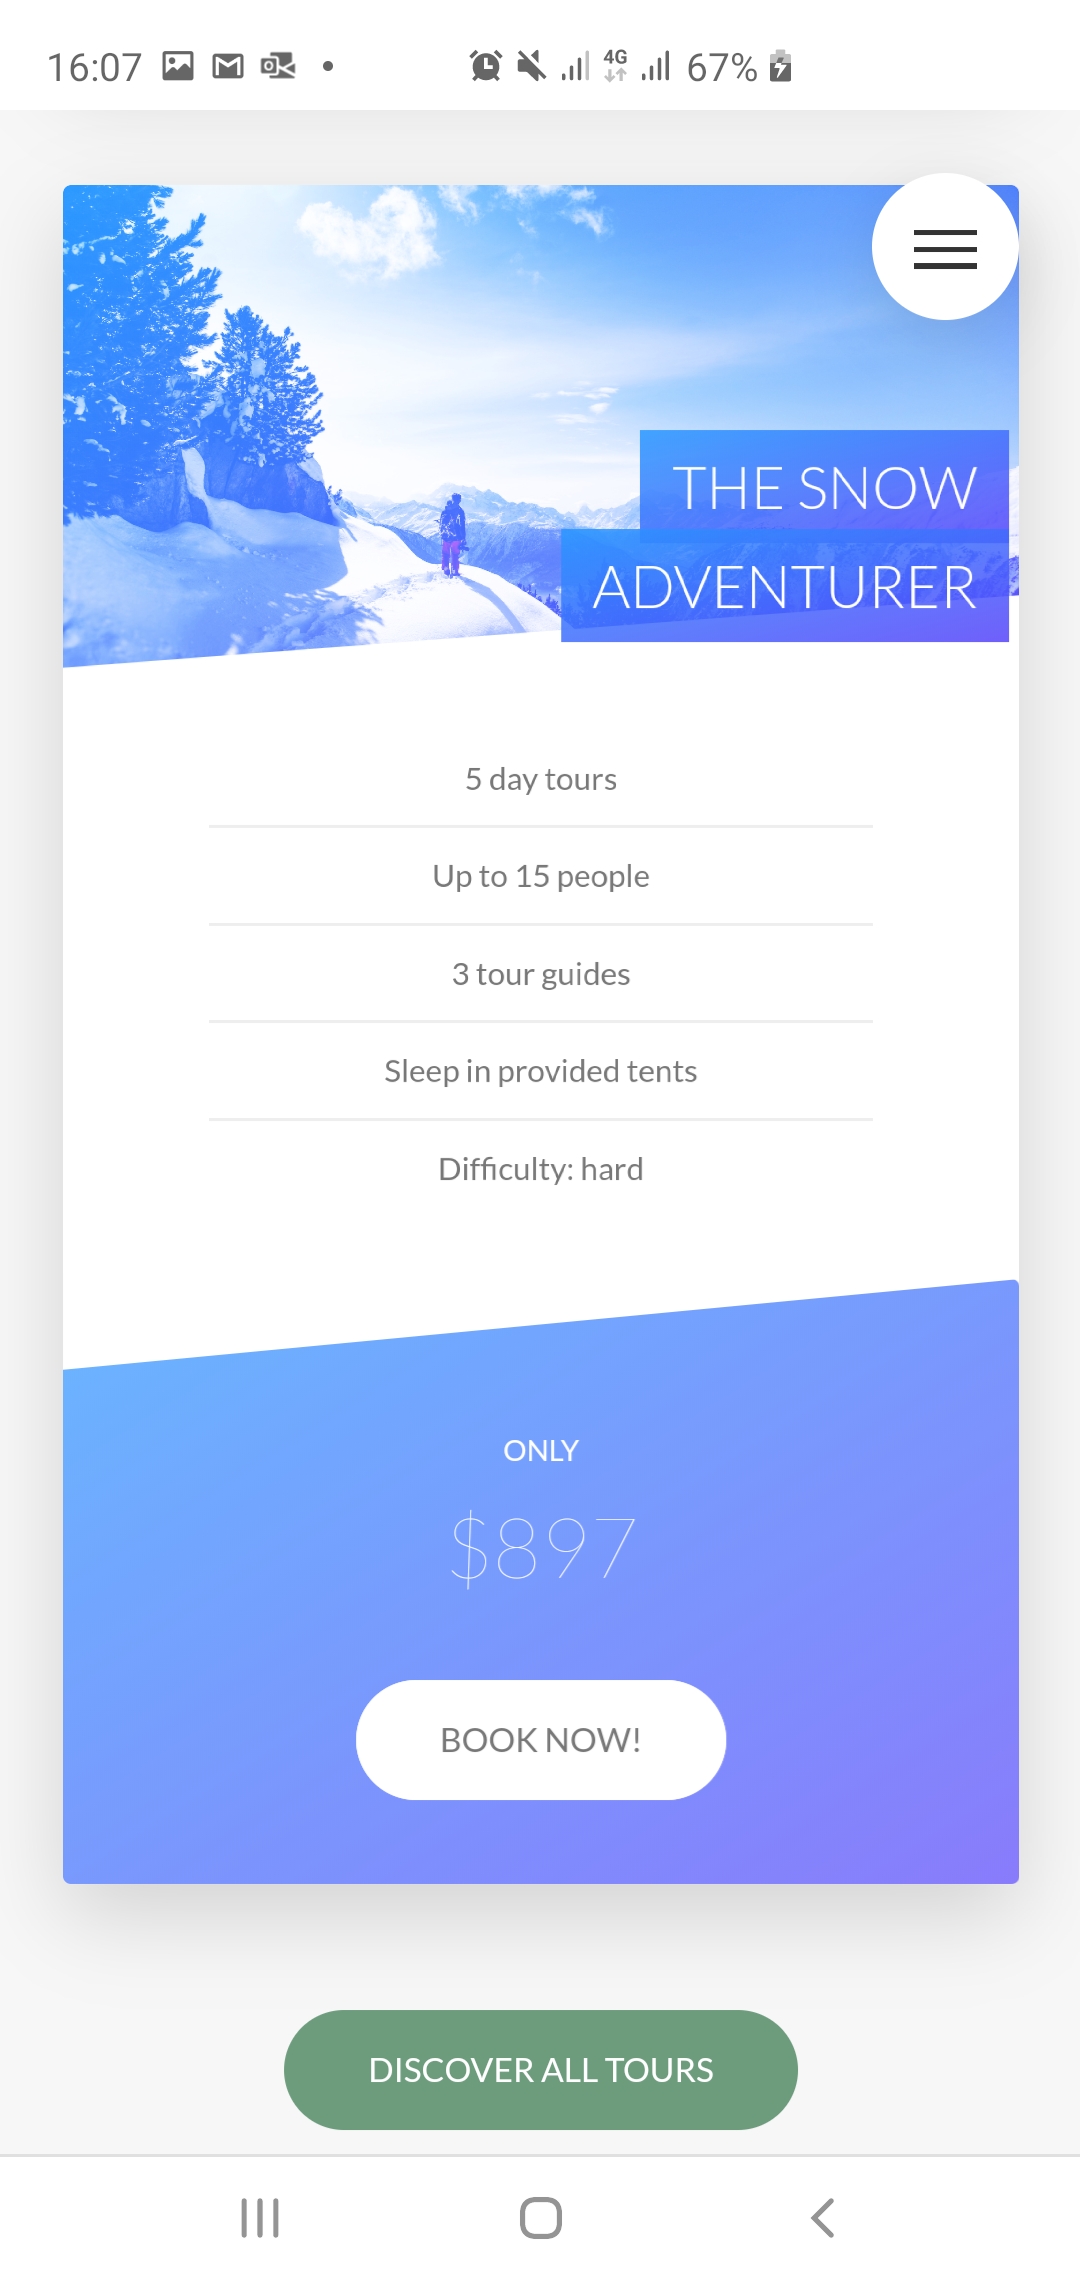 16:07
4G
67%
THE SNOW
ADVENTURER
5 day tours
Up to 15 people
3 tour guides
Sleep in provided tents
Difficulty: hard
ONLY
$897
BOOK NOW!
DISCOVER ALL TOURS